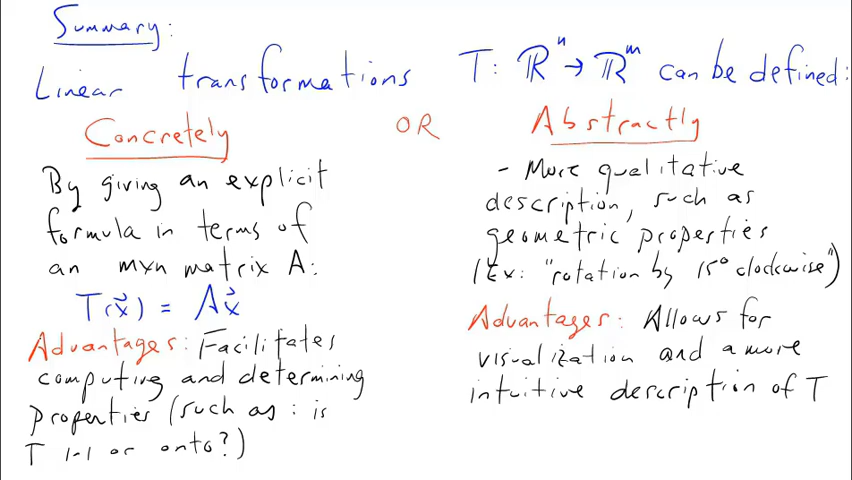 Summary:
Linear transformations T: ℝⁿ → ℝᵐ can be defined:
Concretely OR Abstractly
By giving an explicit
formula in terms of
an mxn matrix A:
T(x⃗) = Ax⃗
Advantages: Facilitates
computing and determining
properties (such as: is
T 1-1 or onto?)
- More qualitative
description, such as
geometric properties
(Ex: "rotation by 15° clockwise")
Advantages: Allows for
visualization and a more
intuitive description of T